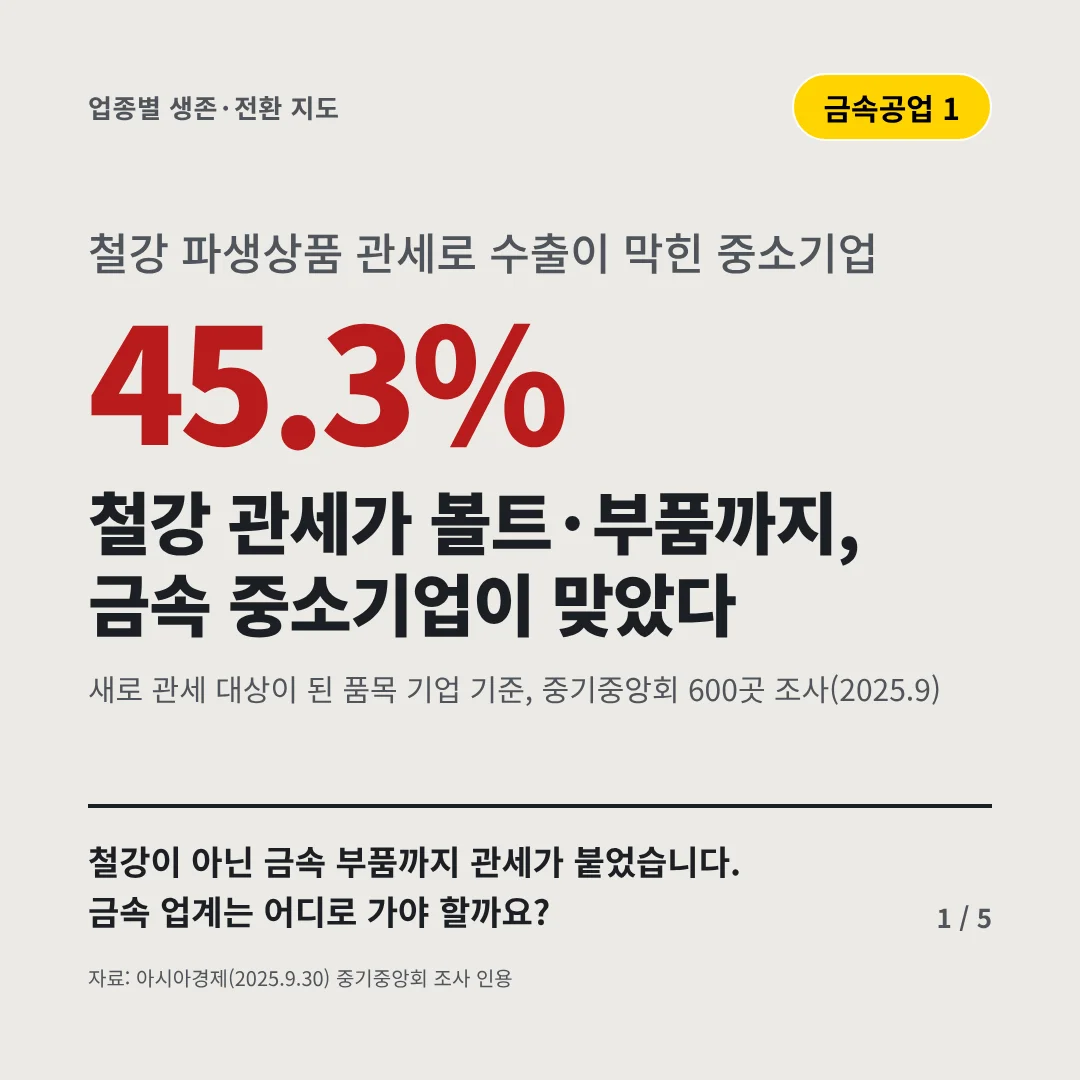 업종별 생존·전환 지도
금속공업 1
철강 파생상품 관세로 수출이 막힌 중소기업
45.3%
철강 관세가 볼트·부품까지,
금속 중소기업이 맞았다
새로 관세 대상이 된 품목 기업 기준, 중기중앙회 600곳 조사(2025.9)
철강이 아닌 금속 부품까지 관세가 붙었습니다.
금속 업계는 어디로 가야 할까요?
1 / 5
자료: 아시아경제(2025.9.30) 중기중앙회 조사 인용